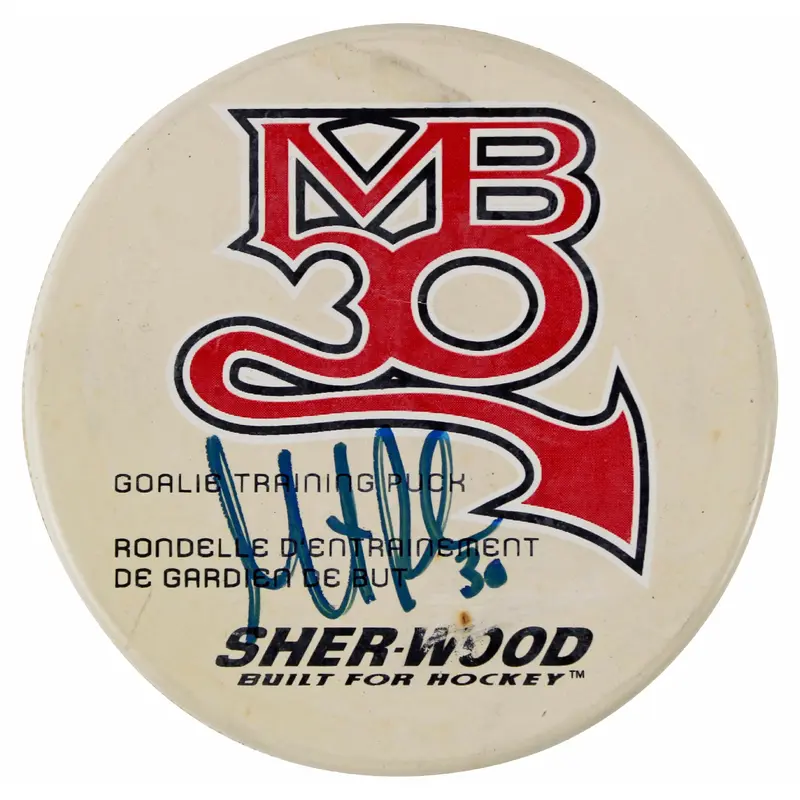 MB
30
GOALIE TRAINING PUCK
RONDELLE D'ENTRAINEMENT
DE GARDIEN DE BUT
30
SHER-WOOD
BUILT FOR HOCKEY™